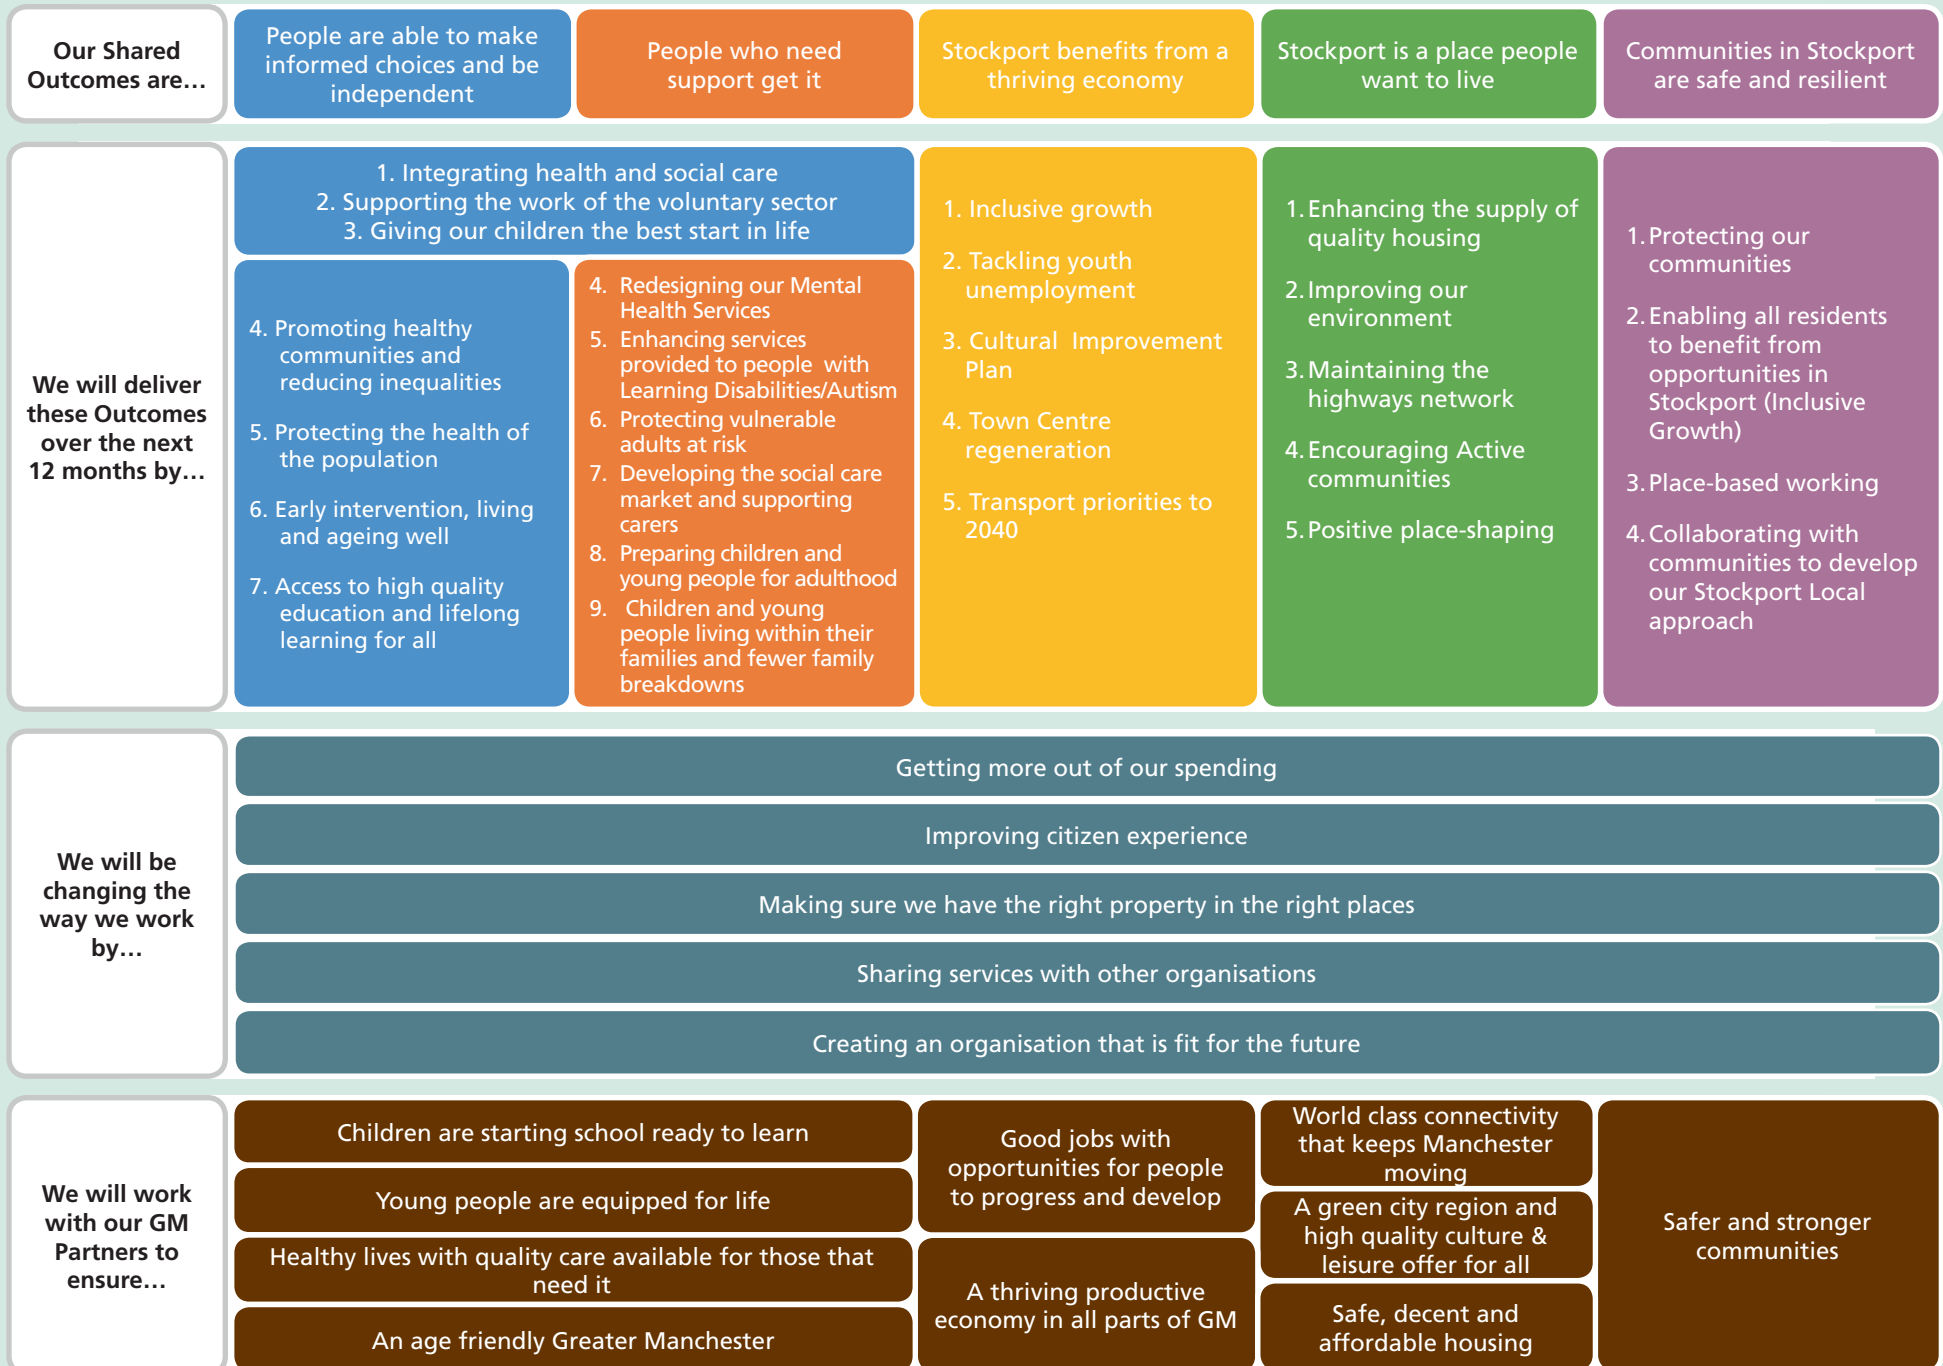 Our Shared
Outcomes are…
People are able to make
informed choices and be
independent
People who need
support get it
Stockport benefits from a
thriving economy
Stockport is a place people
want to live
Communities in Stockport
are safe and resilient
We will deliver
these Outcomes
over the next
12 months by…
1. Integrating health and social care
2. Supporting the work of the voluntary sector
3. Giving our children the best start in life
4. Promoting healthy
communities and
reducing inequalities
5. Protecting the health of
the population
6. Early intervention, living
and ageing well
7. Access to high quality
education and lifelong
learning for all
4. Redesigning our Mental
Health Services
5. Enhancing services
provided to people with
Learning Disabilities/Autism
6. Protecting vulnerable
adults at risk
7. Developing the social care
market and supporting
carers
8. Preparing children and
young people for adulthood
9. Children and young
people living within their
families and fewer family
breakdowns
1. Inclusive growth
2. Tackling youth
unemployment
3. Cultural Improvement
Plan
4. Town Centre
regeneration
5. Transport priorities to
2040
1. Enhancing the supply of
quality housing
2. Improving our
environment
3. Maintaining the
highways network
4. Encouraging Active
communities
5. Positive place-shaping
1. Protecting our
communities
2. Enabling all residents
to benefit from
opportunities in
Stockport (Inclusive
Growth)
3. Place-based working
4. Collaborating with
communities to develop
our Stockport Local
approach
We will be
changing the
way we work
by…
Getting more out of our spending
Improving citizen experience
Making sure we have the right property in the right places
Sharing services with other organisations
Creating an organisation that is fit for the future
We will work
with our GM
Partners to
ensure…
Children are starting school ready to learn
Young people are equipped for life
Healthy lives with quality care available for those that
need it
An age friendly Greater Manchester
Good jobs with
opportunities for people
to progress and develop
A thriving productive
economy in all parts of GM
World class connectivity
that keeps Manchester
moving
A green city region and
high quality culture &
leisure offer for all
Safe, decent and
affordable housing
Safer and stronger
communities